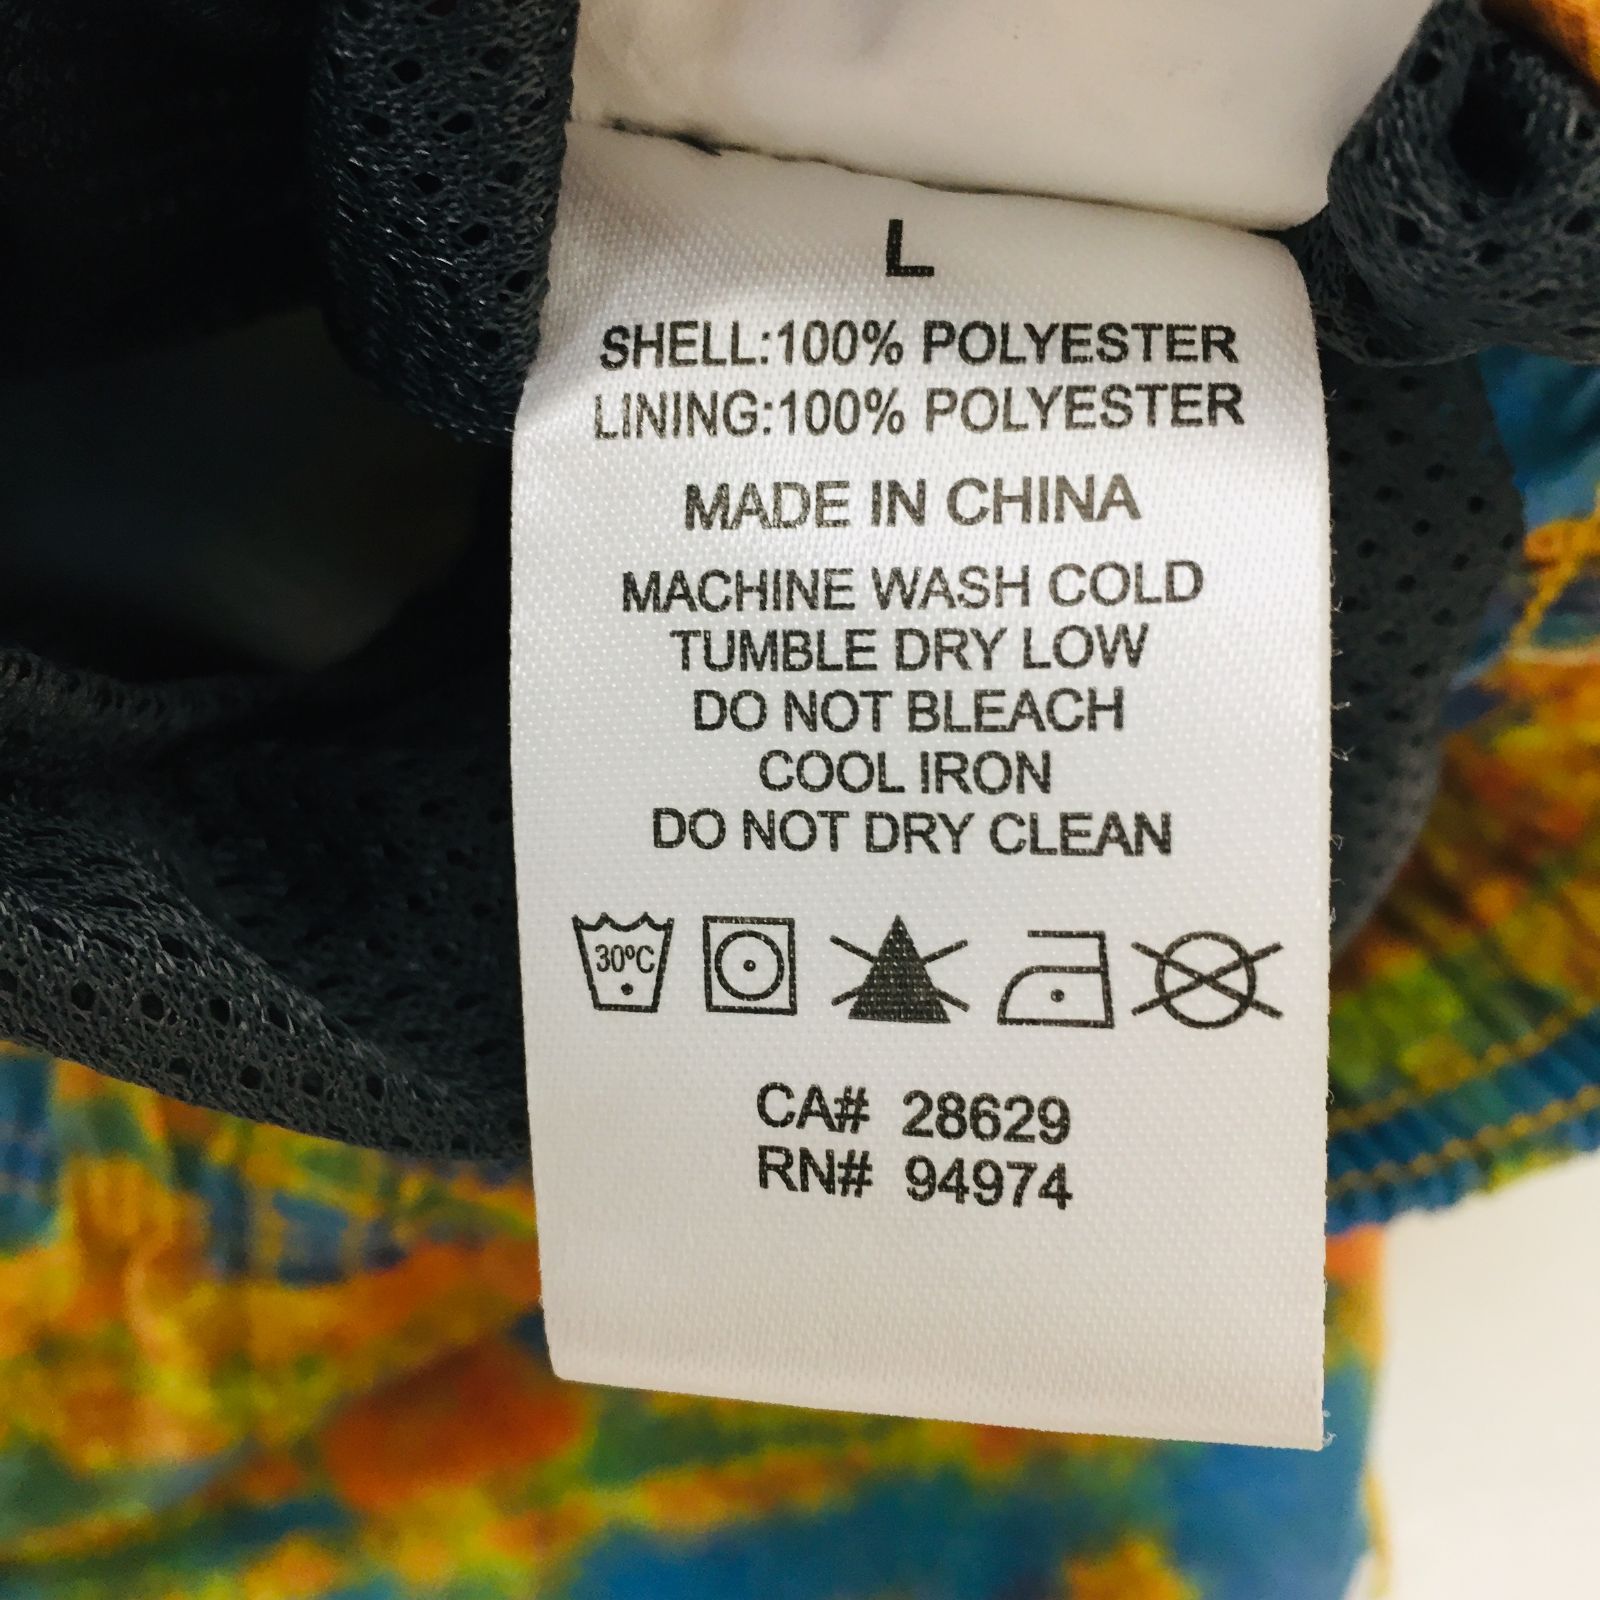 L
SHELL:100% POLYESTER
LINING:100% POLYESTER
MADE IN CHINA
MACHINE WASH COLD
TUMBLE DRY LOW
DO NOT BLEACH
COOL IRON
DO NOT DRY CLEAN
30ºC
CA# 28629
RN# 94974